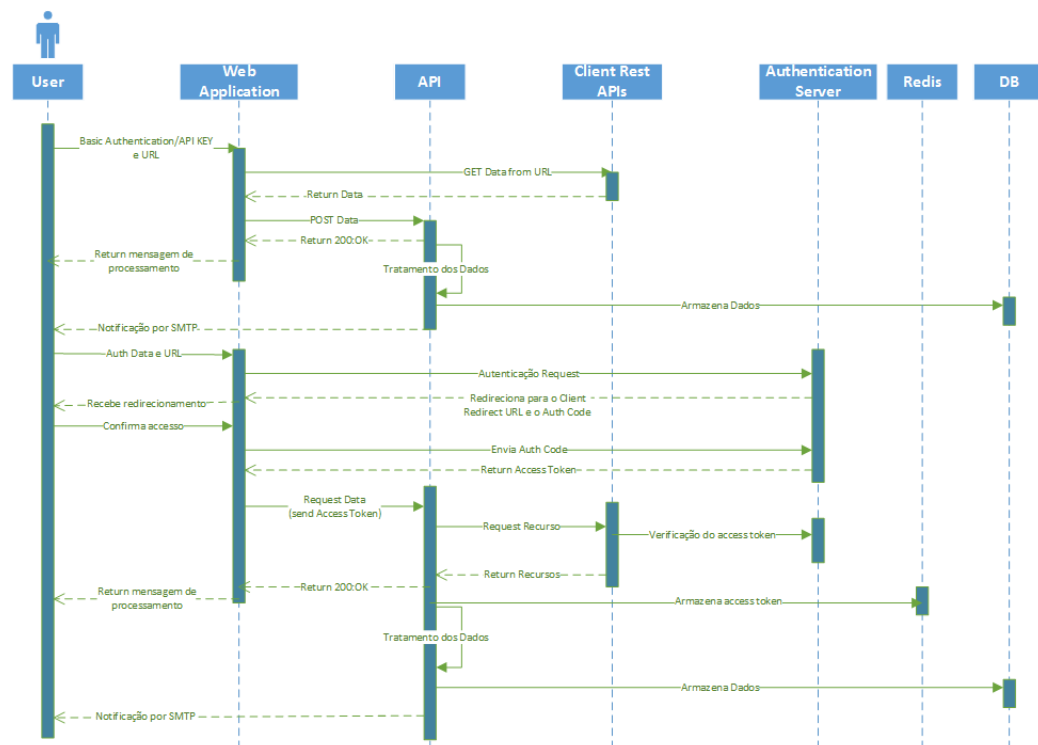 User
Web
Application
API
Client Rest
APIs
Authentication
Server
Redis
DB
Basic Authentication/API KEY
e URL
GET Data from URL
Return Data
POST Data
Return 200:OK
Return mensagem de
processamento
Tratamento dos Dados
Armazena Dados
Notificação por SMTP
Auth Data e URL
Autenticação Request
Redireciona para o Client
Redirect URL e o Auth Code
Recebe redirecionamento
Confirma accesso
Envia Auth Code
Return Access Token
Request Data
(send Access Token)
Request Recurso
Verificação do access token
Return Recursos
Return 200:OK
Return mensagem de
processamento
Armazena access token
Tratamento dos Dados
Armazena Dados
Notificação por SMTP